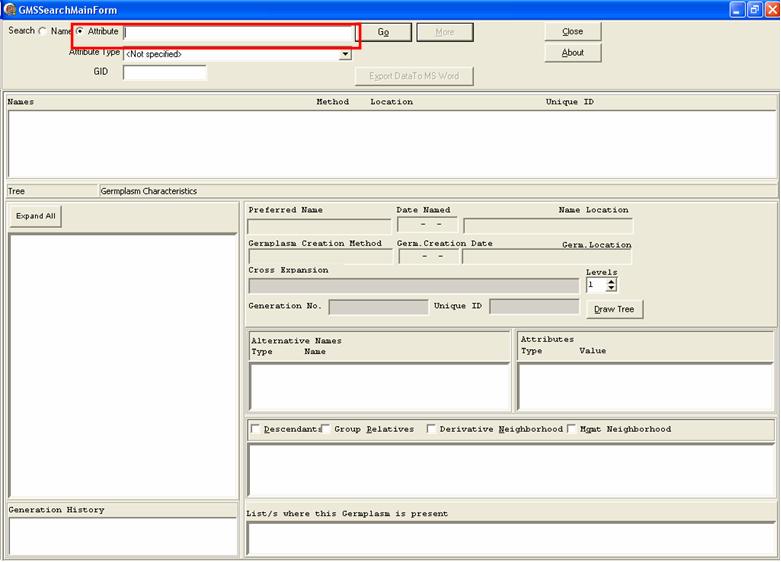 GMSSearchMainForm
Search Name Attribute Go More Close
Attribute Type <Not specified> About
GID Export DataTo MS Word
Names Method Location Unique ID
Tree Germplasm Characteristics
Expand All
Preferred Name Date Named Name Location
- -
Germplasm Creation Method Germ.Creation Date Germ.Location
- -
Cross Expansion Levels
1
Generation No. Unique ID Draw Tree
Alternative Names Attributes
Type Name Type Value
Descendants Group Relatives Derivative Neighborhood Mgmt Neighborhood
Generation History List/s where this Germplasm is present